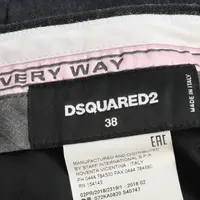 VERY WAY
DSQUARED2
38
MADE IN ITALY
EAC
MANUFACTURED AND DISTRIBUTED
BY STAFF INTERNATIONAL SPA
NOVENTA VICENTINA - ITALY
RN 154143